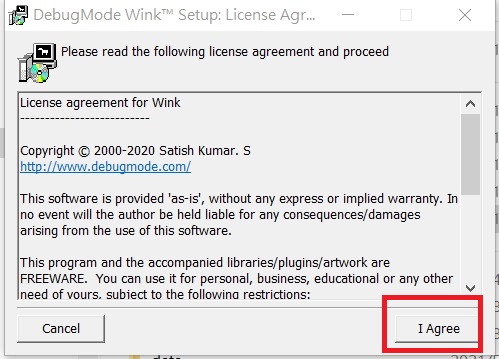 DebugMode Wink™ Setup: License Agr...
Please read the following license agreement and proceed
License agreement for Wink
--------------------------
Copyright © 2000-2020 Satish Kumar. S
http://www.debugmode.com/
This software is provided 'as-is', without any express or implied warranty. In
no event will the author be held liable for any consequences/damages
arising from the use of this software.
This program and the accompanied libraries/plugins/artwork are
FREEWARE.  You can use it for personal, business, educational or any other
need of yours, subject to the following restrictions:
Cancel
I Agree